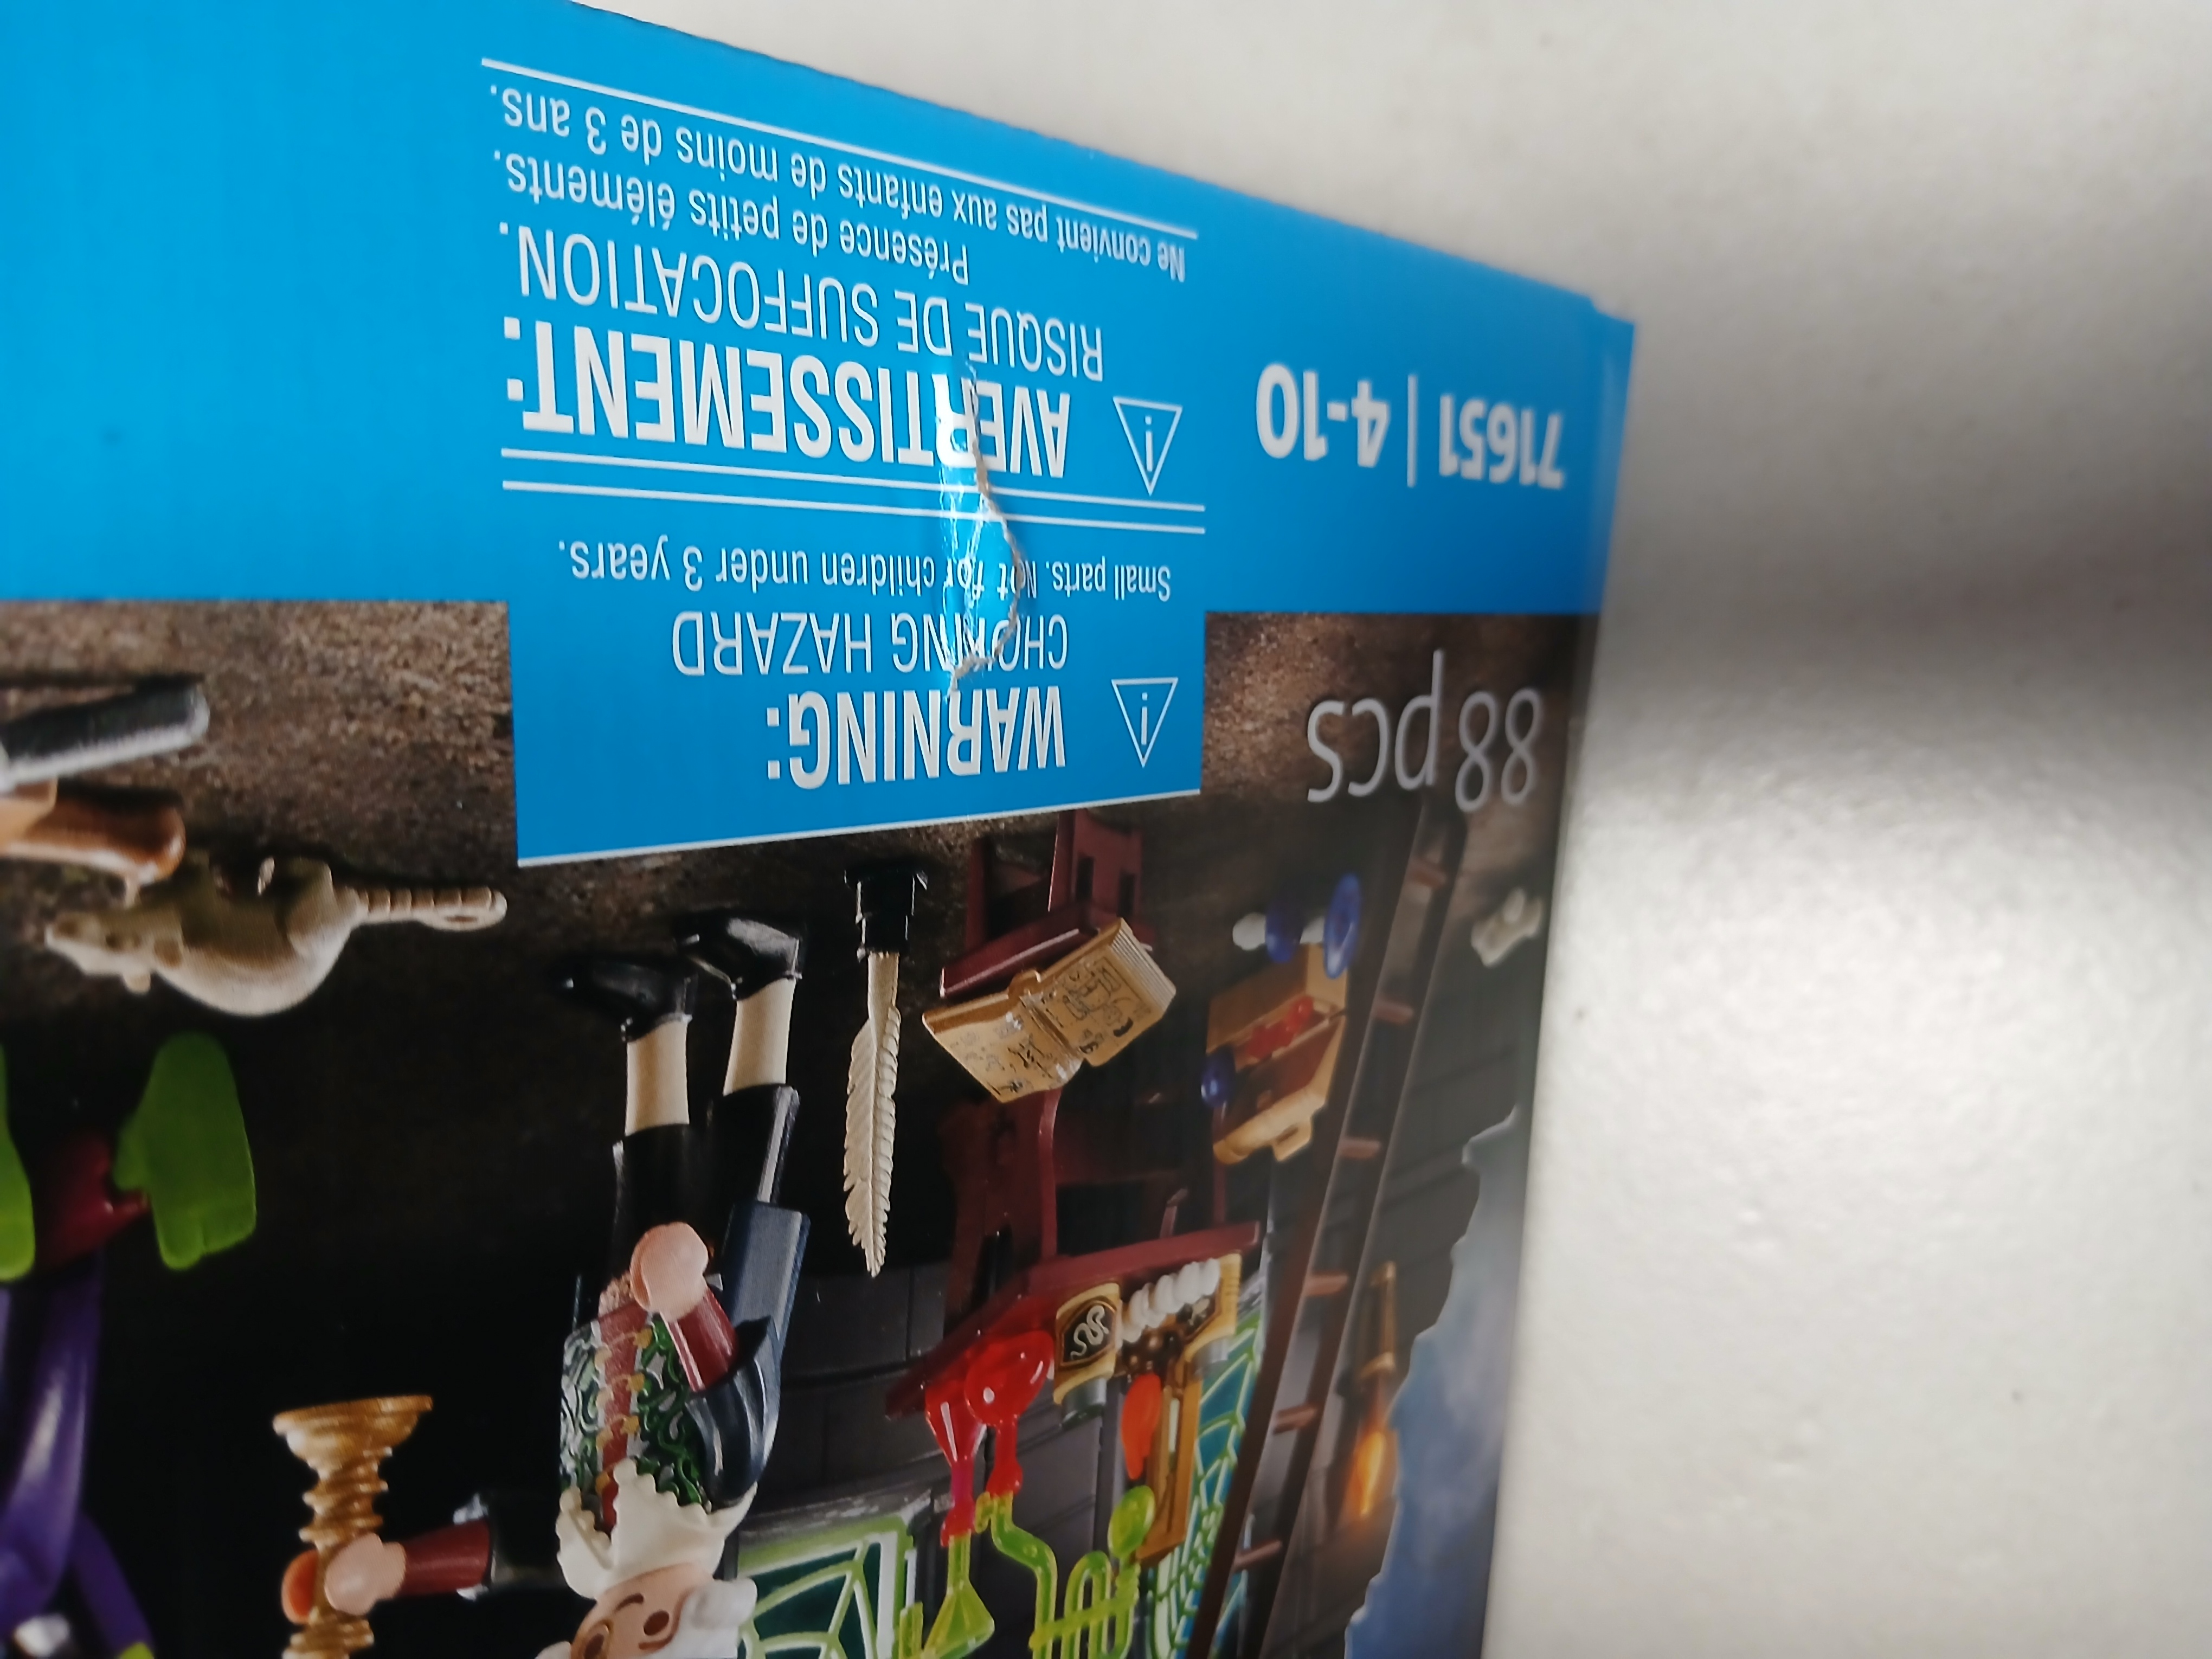 88 pcs
71651 | 4-10
WARNING:
CHOKING HAZARD
Small parts. Not for children under 3 years.
AVERTISSEMENT:
RISQUE DE SUFFOCATION.
Présence de petits éléments.
Ne convient pas aux enfants de moins de 3 ans.